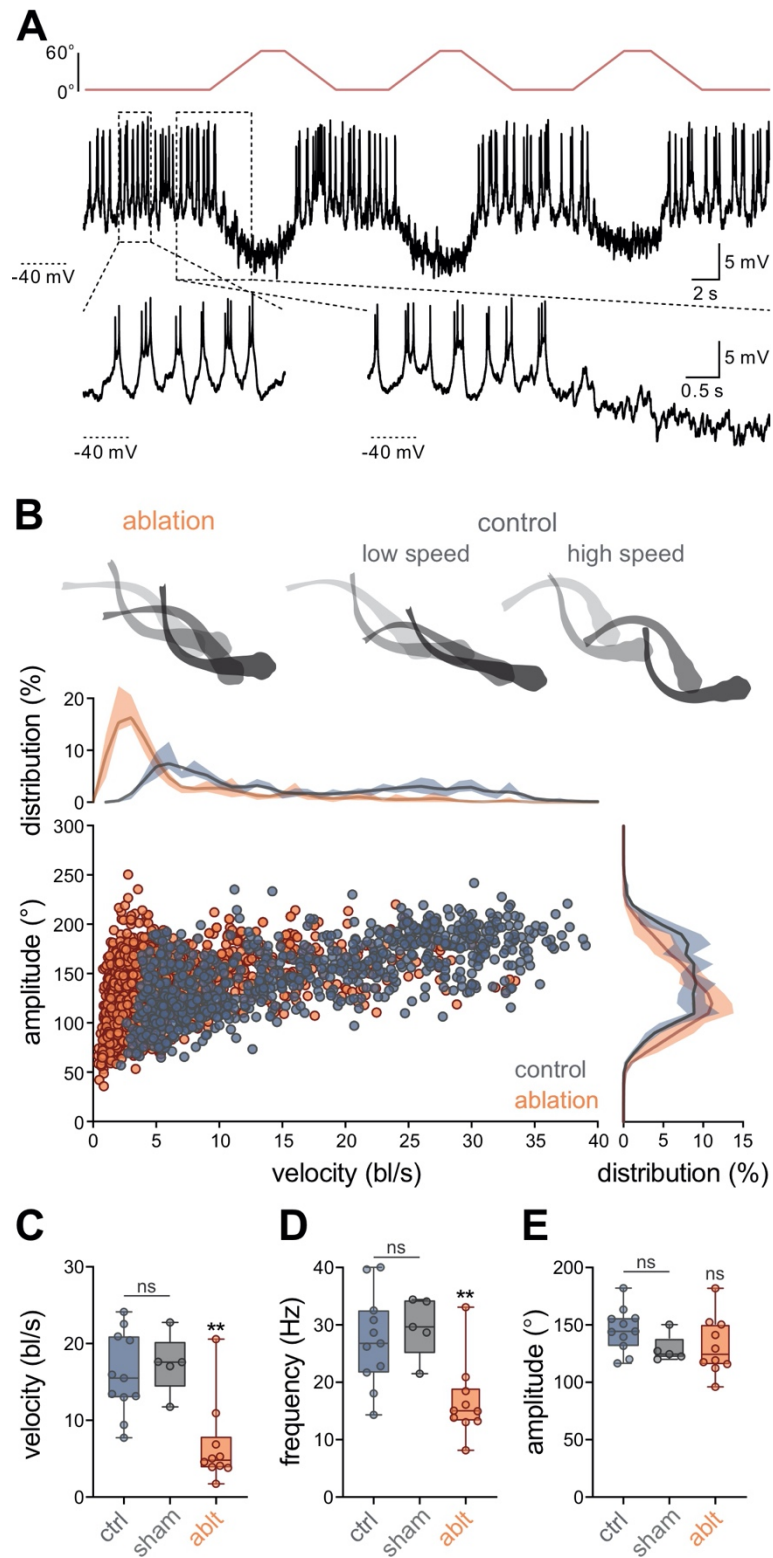 A
60°
0°
-40 mV
5 mV
2 s
5 mV
0.5 s
-40 mV
-40 mV
B
ablation
control
low speed
high speed
distribution (%)
20
10
0
amplitude (°)
300
250
200
150
100
50
0
control
ablation
0 5 10 15 20 25 30 35 40
velocity (bl/s)
0 5 10 15
distribution (%)
C
velocity (bl/s)
30
20
10
0
ns
**
ctrl
sham
ablt
D
frequency (Hz)
40
30
20
10
0
ns
**
ctrl
sham
ablt
E
amplitude (°)
200
150
100
50
0
ns
ns
ctrl
sham
ablt